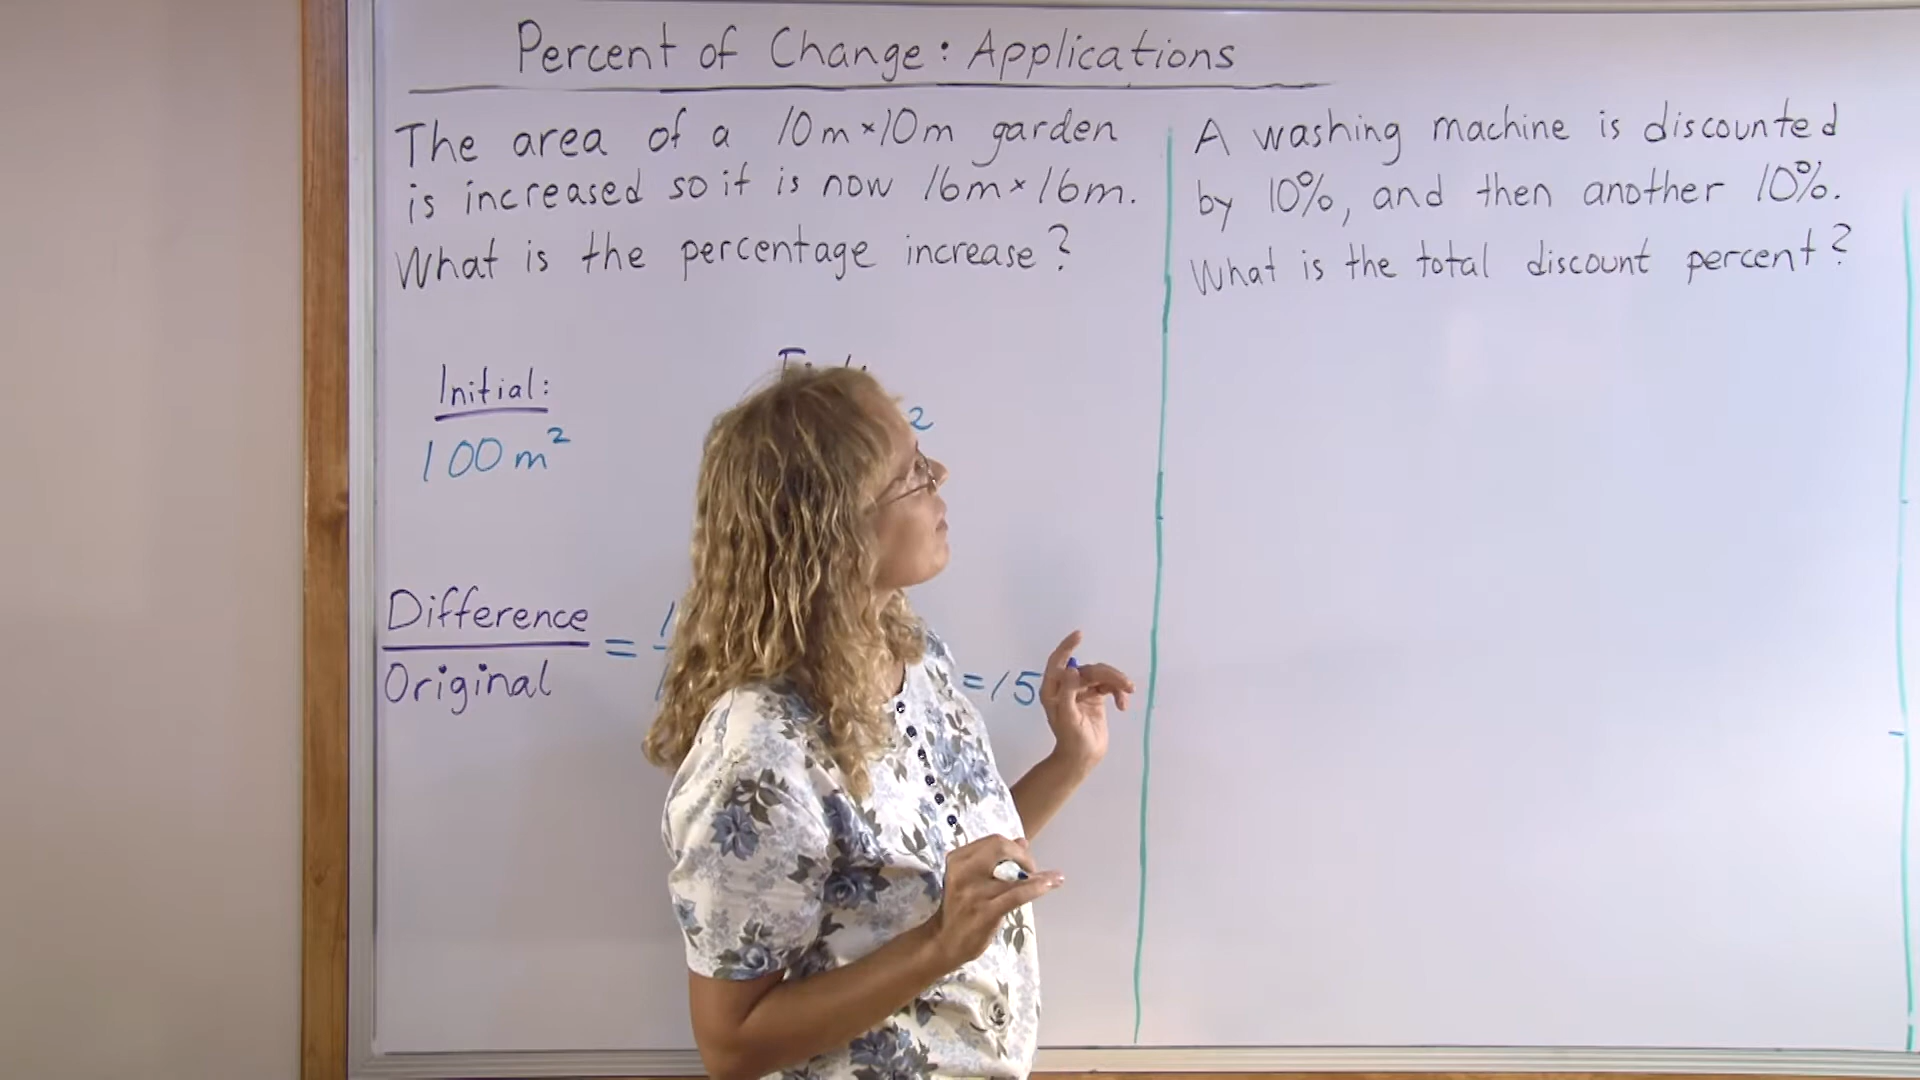 Percent of Change: Applications
The area of a 10m×10m garden
is increased so it is now 16m×16m.
What is the percentage increase?
Initial:
100m²
Difference
Original
=
= 15
A washing machine is discounted
by 10%, and then another 10%.
What is the total discount percent?